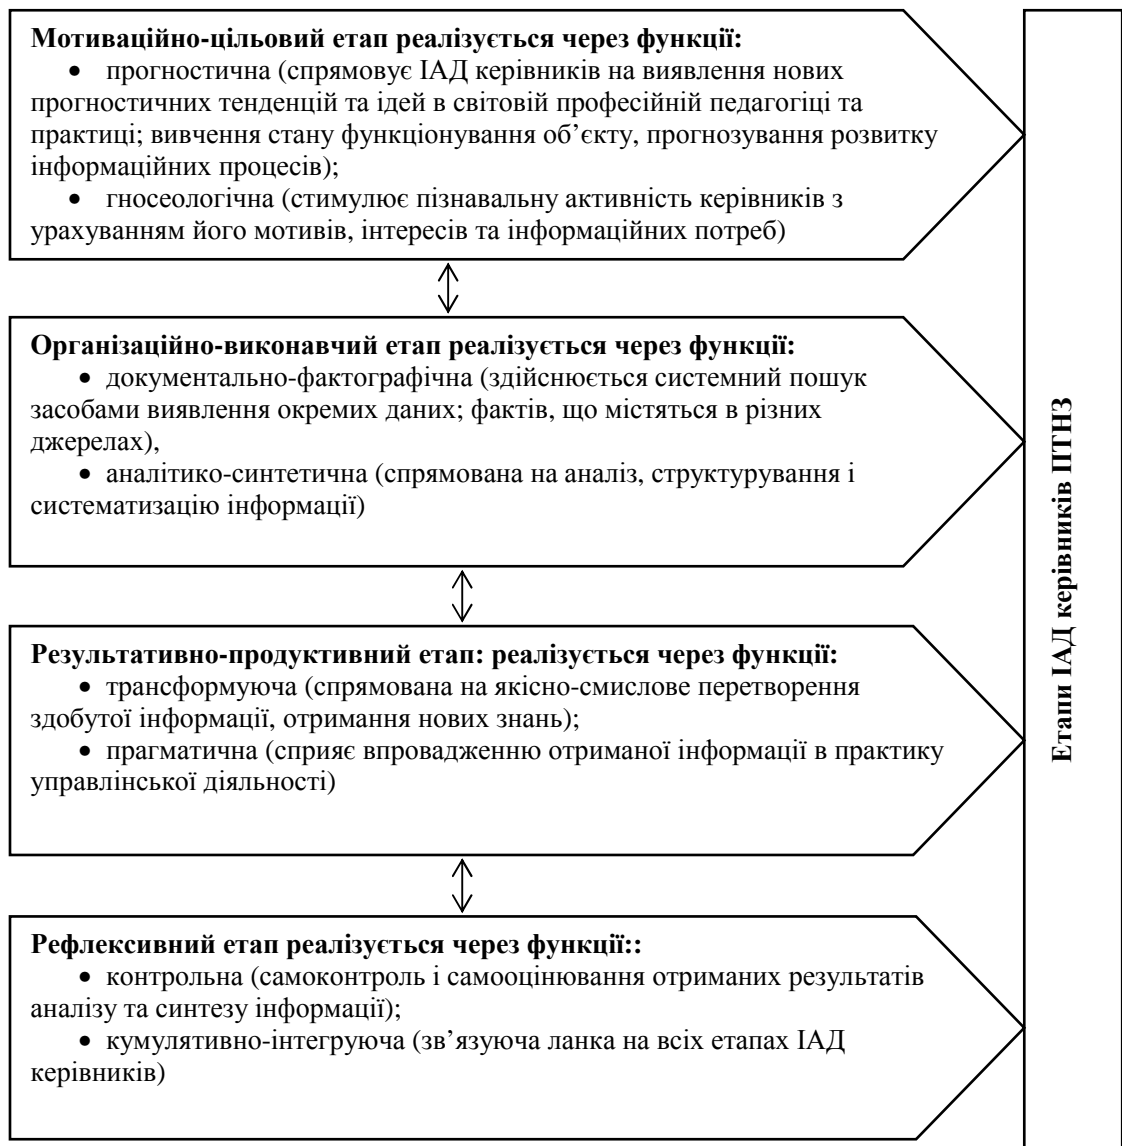 Мотиваційно-цільовий етап реалізується через функції:
• прогностична (спрямовує ІАД керівників на виявлення нових
прогностичних тенденцій та ідей в світовій професійній педагогіці та
практиці; вивчення стану функціонування об’єкту, прогнозування розвитку
інформаційних процесів);
• гносеологічна (стимулює пізнавальну активність керівників з
урахуванням його мотивів, інтересів та інформаційних потреб)
Організаційно-виконавчий етап реалізується через функції:
• документально-фактографічна (здійснюється системний пошук
засобами виявлення окремих даних; фактів, що містяться в різних
джерелах),
• аналітико-синтетична (спрямована на аналіз, структурування і
систематизацію інформації)
Результативно-продуктивний етап: реалізується через функції:
• трансформуюча (спрямована на якісно-смислове перетворення
здобутої інформації, отримання нових знань);
• прагматична (сприяє впровадженню отриманої інформації в практику
управлінської діяльності)
Рефлексивний етап реалізується через функції::
• контрольна (самоконтроль і самооцінювання отриманих результатів
аналізу та синтезу інформації);
• кумулятивно-інтегруюча (зв’язуюча ланка на всіх етапах ІАД
керівників)
Етапи ІАД керівників ПТНЗ